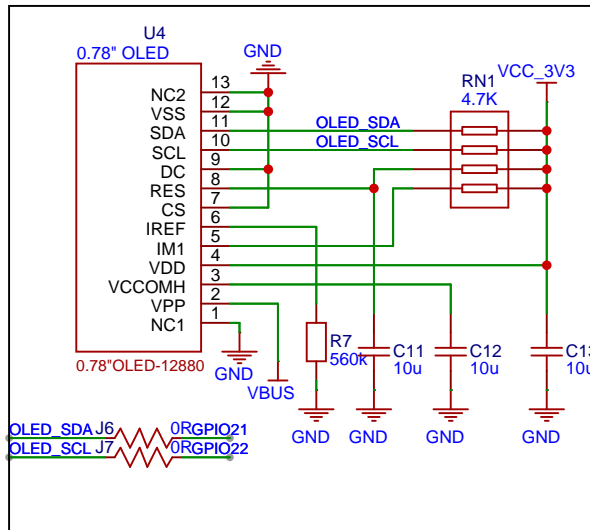 U4
0.78" OLED
GND
RN1
4.7K
VCC_3V3
NC2 13
VSS 12
SDA 11 OLED_SDA
SCL 10 OLED_SCL
DC 9
RES 8
CS 7
IREF 6
IM1 5
VDD 4
VCCOMH 3
VPP 2
NC1 1
0.78"OLED-12880
GND
VBUS
R7
560k
C11
10u
C12
10u
C13
10u
GND
GND
GND
GND
OLED_SDA J6 0R GPIO21
OLED_SCL J7 0R GPIO22